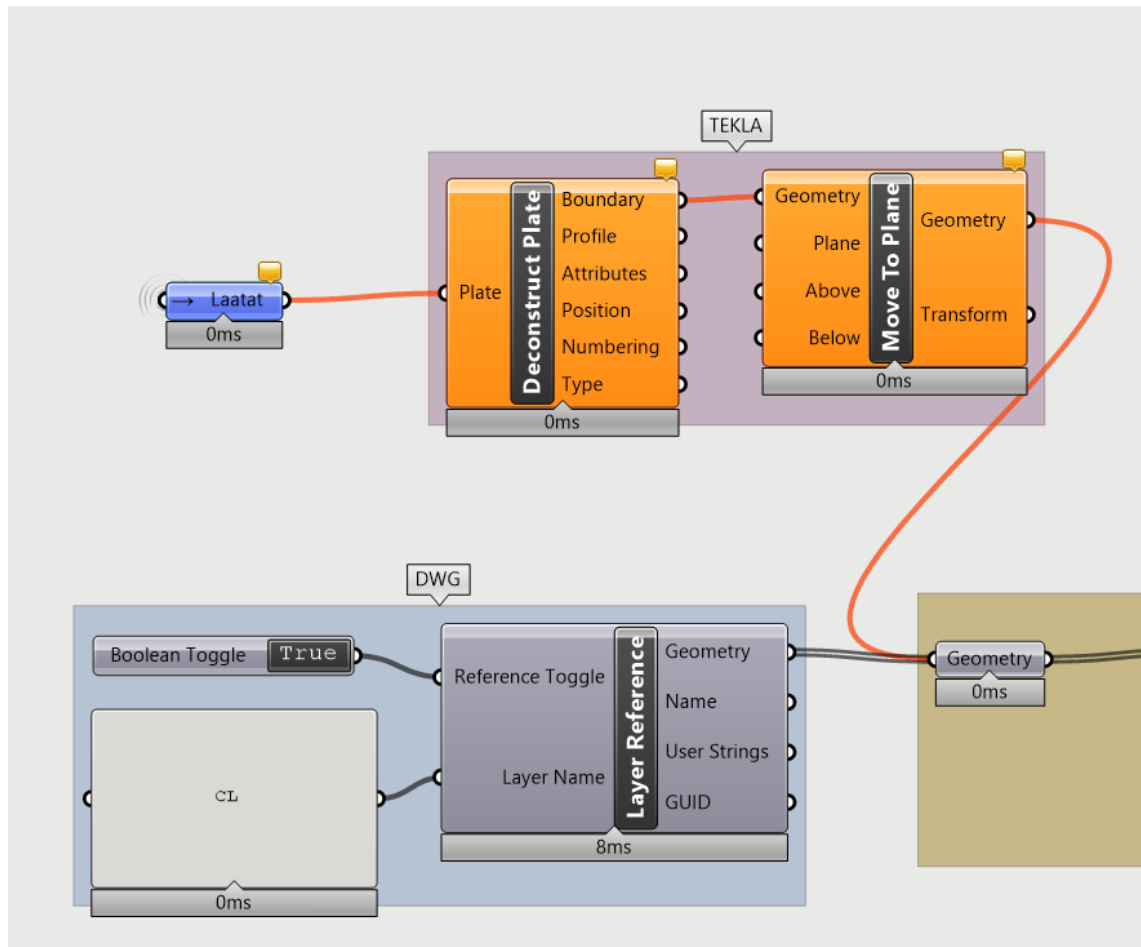 TEKLA
→ Laatat
0ms
Plate
Deconstruct Plate
Boundary
Profile
Attributes
Position
Numbering
Type
0ms
Geometry
Plane
Above
Below
Move To Plane
Geometry
Transform
0ms
DWG
Boolean Toggle True
CL
0ms
Reference Toggle
Layer Name
Layer Reference
Geometry
Name
User Strings
GUID
8ms
Geometry
0ms